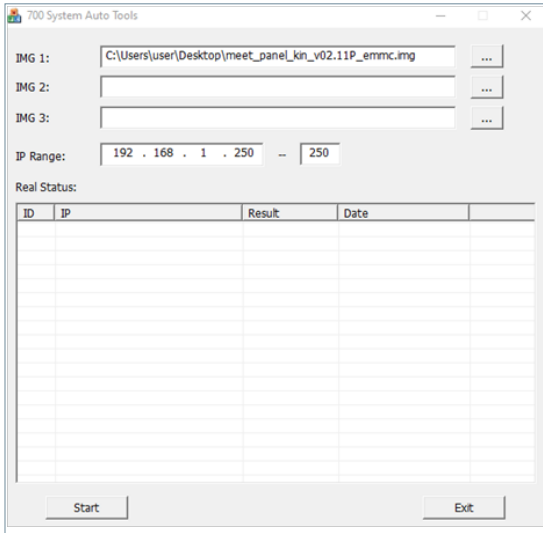 700 System Auto Tools
IMG 1: C:\Users\user\Desktop\meet_panel_kin_v02.11P_emmc.img ...
IMG 2: ...
IMG 3: ...
IP Range: 192 . 168 . 1 . 250 -- 250
Real Status:
ID IP Result Date
Start Exit